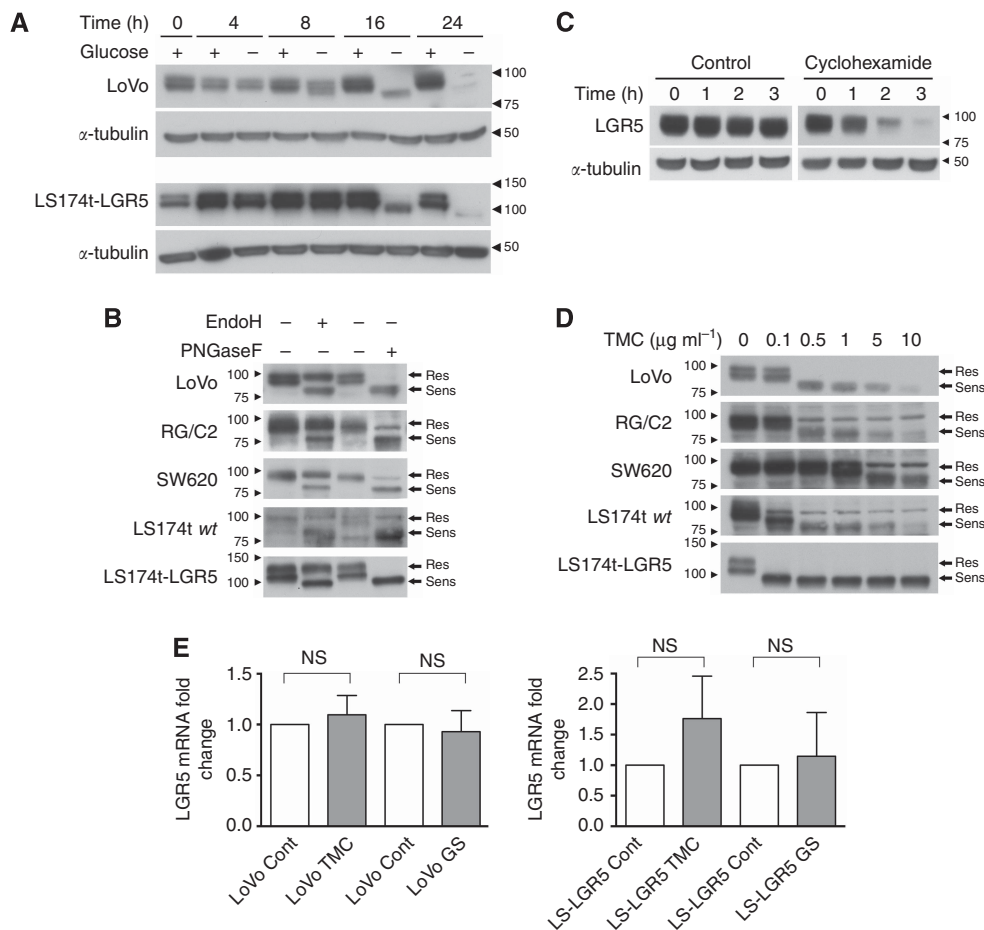 A
Time (h) 0 4 8 16 24
Glucose + + – + – + – + –
LoVo
100
75
α-tubulin
50
LS174t-LGR5
150
100
α-tubulin
50
C
Control Cyclohexamide
Time (h) 0 1 2 3 0 1 2 3
LGR5
100
75
α-tubulin
50
B
EndoH – + – –
PNGaseF – – – +
LoVo 100 Res
75 Sens
RG/C2 100 Res
75 Sens
SW620 100 Res
75 Sens
LS174t wt 100 Res
75 Sens
LS174t-LGR5 150 Res
100 Sens
D
TMC (μg ml–1) 0 0.1 0.5 1 5 10
LoVo 100 Res
75 Sens
RG/C2 100 Res
75 Sens
SW620 100 Res
75 Sens
LS174t wt 100 Res
75 Sens
LS174t-LGR5 150 Res
100 Sens
E
LGR5 mRNA fold
change
1.5
1.0
0.5
0.0
NS NS
LoVo Cont
LoVo TMC
LoVo Cont
LoVo GS
LGR5 mRNA fold
change
2.5
2.0
1.5
1.0
0.5
0.0
NS NS
LS-LGR5 Cont
LS-LGR5 TMC
LS-LGR5 Cont
LS-LGR5 GS